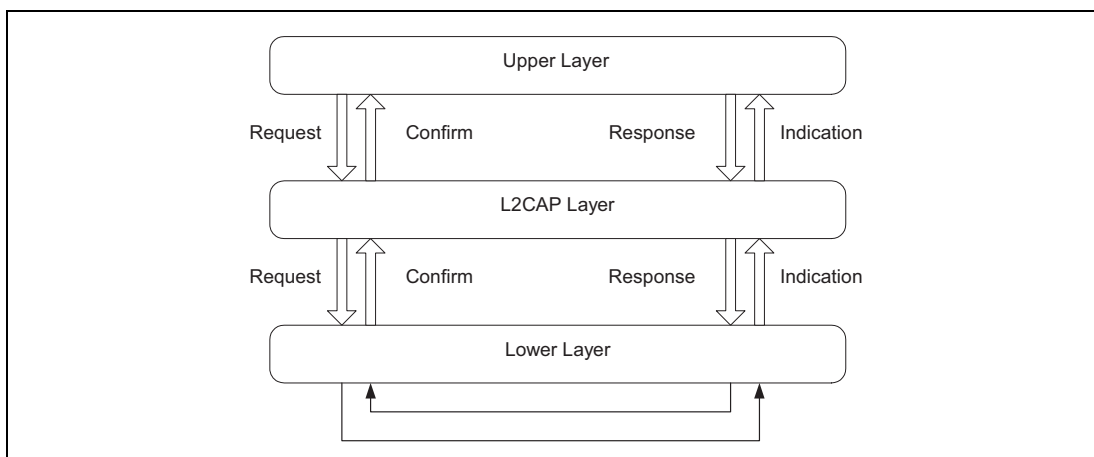 Upper Layer
Request Confirm Response Indication
L2CAP Layer
Request Confirm Response Indication
Lower Layer